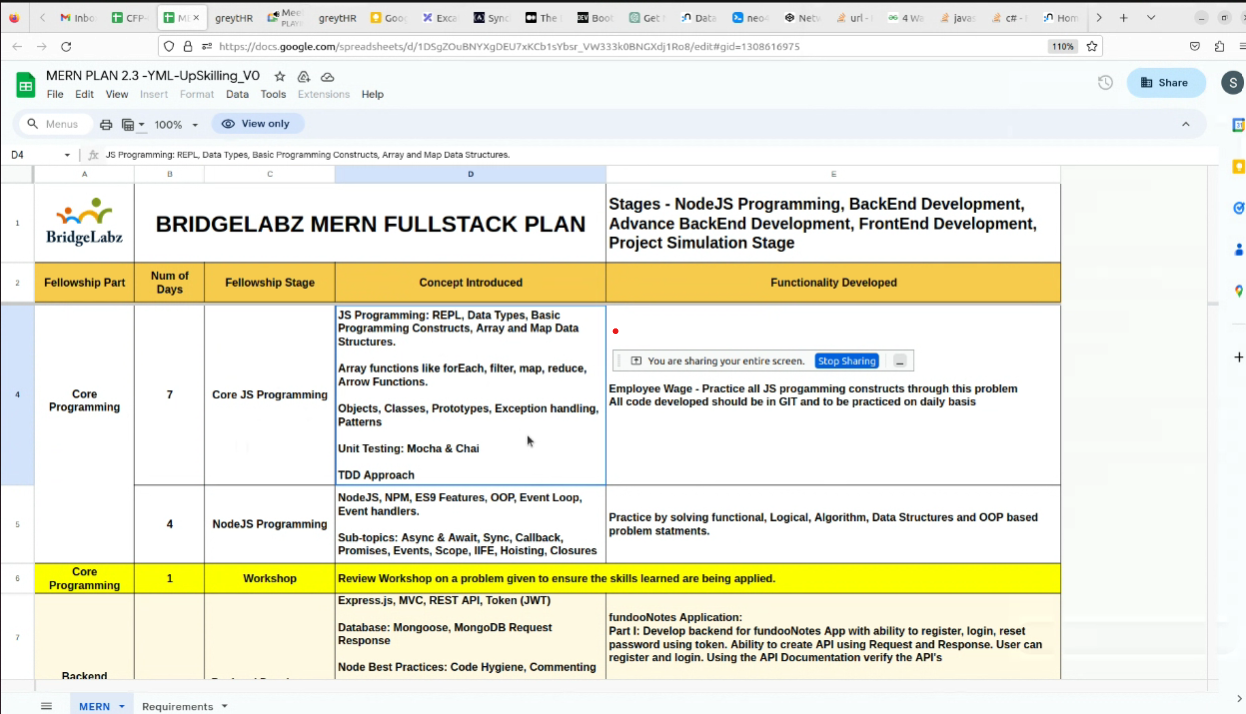 Inbo
CFP-
ME
greytHR
Mee
PLAYI
greytHR
Goog
Exca
Sync
The
Boot
Get
Data
neo4
Netv
url -
4 Wa
javas
c# -
Hom
https://docs.google.com/spreadsheets/d/1DSgZOuBNYXgDEU7xKCb1sYbsr_VW333k0BNGXdj1Ro8/edit#gid=1308616975
110%
MERN PLAN 2.3 -YML-UpSkilling_V0
File Edit View Insert Format Data Tools Extensions Help
Share
S
Menus
100%
View only
D4
fx JS Programming: REPL, Data Types, Basic Programming Constructs, Array and Map Data Structures.
A B C D E
1
BridgeLabz
BRIDGELABZ MERN FULLSTACK PLAN
Stages - NodeJS Programming, BackEnd Development,
Advance BackEnd Development, FrontEnd Development,
Project Simulation Stage
2
Fellowship Part
Num of
Days
Fellowship Stage
Concept Introduced
Functionality Developed
4
Core
Programming
7
Core JS Programming
JS Programming: REPL, Data Types, Basic
Programming Constructs, Array and Map Data
Structures.
Array functions like forEach, filter, map, reduce,
Arrow Functions.
Objects, Classes, Prototypes, Exception handling,
Patterns
Unit Testing: Mocha & Chai
TDD Approach
You are sharing your entire screen.
Stop Sharing
Employee Wage - Practice all JS progamming constructs through this problem
All code developed should be in GIT and to be practiced on daily basis
5
4
NodeJS Programming
NodeJS, NPM, ES9 Features, OOP, Event Loop,
Event handlers.
Sub-topics: Async & Await, Sync, Callback,
Promises, Events, Scope, IIFE, Hoisting, Closures
Practice by solving functional, Logical, Algorithm, Data Structures and OOP based
problem statments.
6
Core
Programming
1
Workshop
Review Workshop on a problem given to ensure the skills learned are being applied.
7
Backend
Express.js, MVC, REST API, Token (JWT)
Database: Mongoose, MongoDB Request
Response
Node Best Practices: Code Hygiene, Commenting
fundooNotes Application:
Part I: Develop backend for fundooNotes App with ability to register, login, reset
password using token. Ability to create API using Request and Response. User can
register and login. Using the API Documentation verify the API's
MERN
Requirements